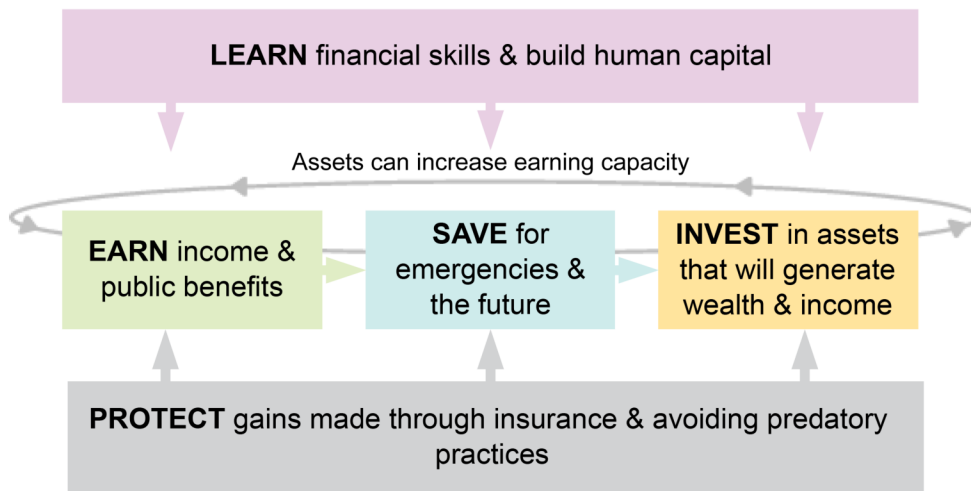 LEARN financial skills & build human capital
Assets can increase earning capacity
EARN income &
public benefits
SAVE for
emergencies &
the future
INVEST in assets
that will generate
wealth & income
PROTECT gains made through insurance & avoiding predatory
practices